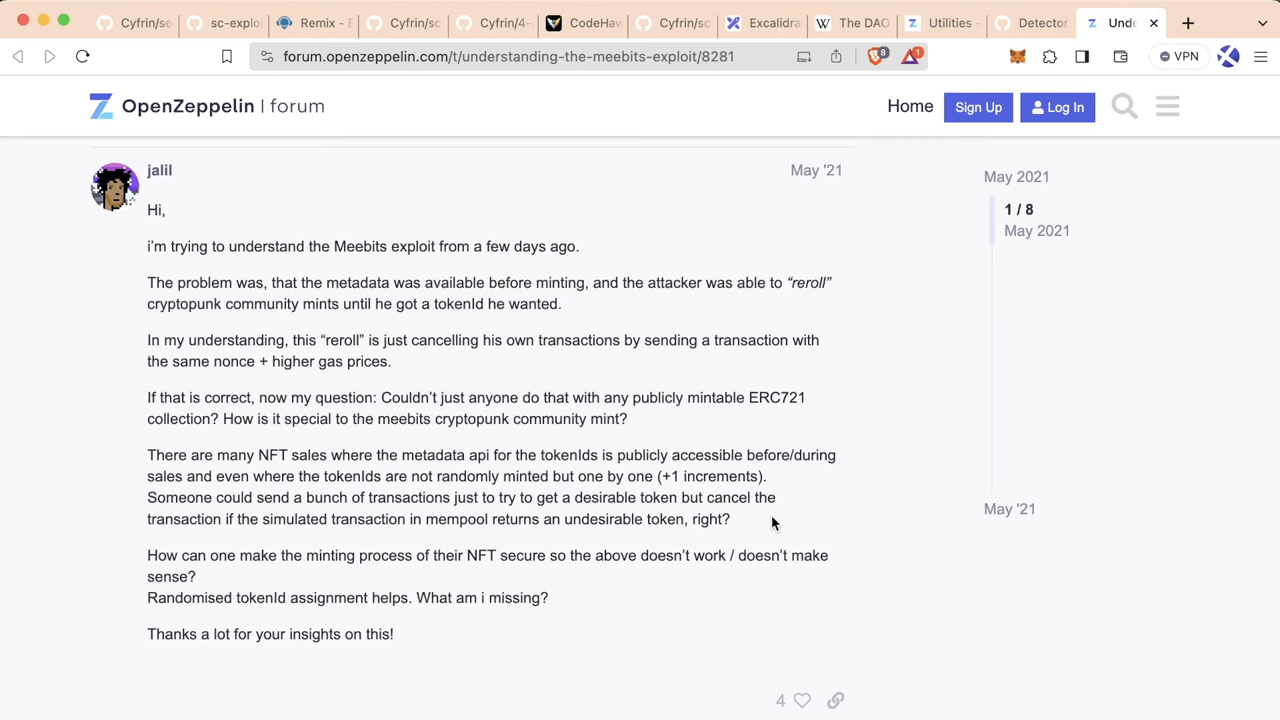 Cyfrin/se
sc-exploi
Remix - E
Cyfrin/sc
Cyfrin/4-
CodeHaw
Cyfrin/sc
Excalidra
The DAO
Utilities -
Detector
Unde
forum.openzeppelin.com/t/understanding-the-meebits-exploit/8281
8
1
VPN
OpenZeppelin | forum
Home
Sign Up
Log In
jalil
May '21
Hi,
i'm trying to understand the Meebits exploit from a few days ago.
The problem was, that the metadata was available before minting, and the attacker was able to “reroll”
cryptopunk community mints until he got a tokenId he wanted.
In my understanding, this “reroll” is just cancelling his own transactions by sending a transaction with
the same nonce + higher gas prices.
If that is correct, now my question: Couldn't just anyone do that with any publicly mintable ERC721
collection? How is it special to the meebits cryptopunk community mint?
There are many NFT sales where the metadata api for the tokenIds is publicly accessible before/during
sales and even where the tokenIds are not randomly minted but one by one (+1 increments).
Someone could send a bunch of transactions just to try to get a desirable token but cancel the
transaction if the simulated transaction in mempool returns an undesirable token, right?
How can one make the minting process of their NFT secure so the above doesn't work / doesn't make
sense?
Randomised tokenId assignment helps. What am i missing?
Thanks a lot for your insights on this!
4
May 2021
1 / 8
May 2021
May '21